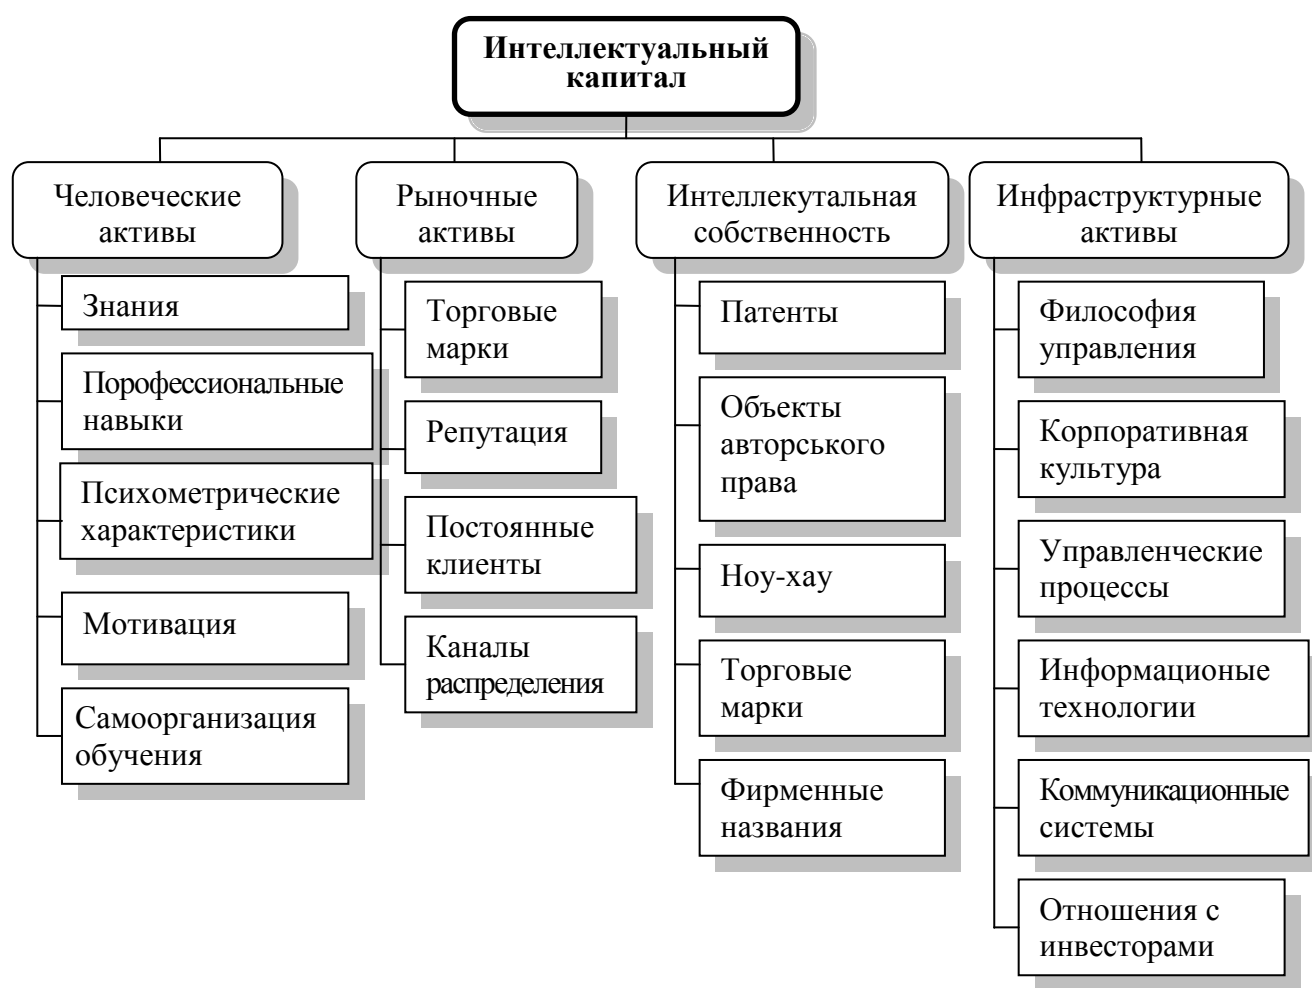 Интеллектуальный
капитал
Человеческие
активы
Знания
Порофессиональные
навыки
Психометрические
характеристики
Мотивация
Самоорганизация
обучения
Рыночные
активы
Торговые
марки
Репутация
Постоянные
клиенты
Каналы
распределения
Интеллекутальная
собственность
Патенты
Объекты
авторського
права
Ноу-хау
Торговые
марки
Фирменные
названия
Инфраструктурные
активы
Философия
управления
Корпоративная
культура
Управленческие
процессы
Информационые
технологии
Коммуникационные
системы
Отношения с
инвесторами